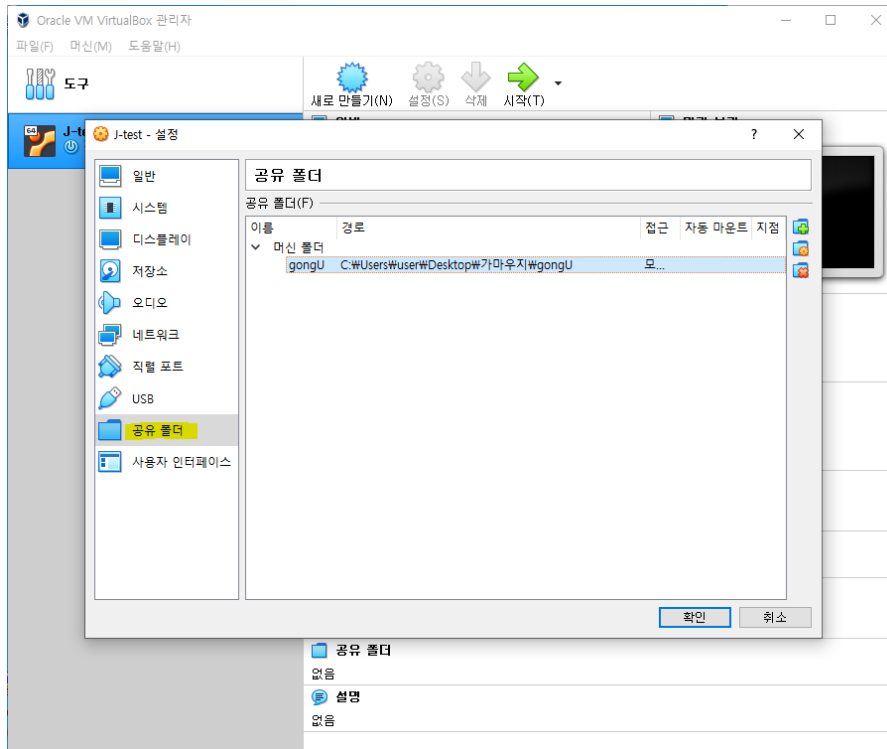 Oracle VM VirtualBox 관리자
파일(F) 머신(M) 도움말(H)
도구
새로 만들기(N) 설정(S) 삭제 시작(T)
64
J-test - 설정 ?
일반
시스템
디스플레이
저장소
오디오
네트워크
직렬 포트
USB
공유 폴더
사용자 인터페이스
공유 폴더
공유 폴더(F)
이름 경로 접근 자동 마운트 지점
머신 폴더
gongU C:₩Users₩user₩Desktop₩가마우지₩gongU 모...
확인 취소
공유 폴더
없음
설명
없음